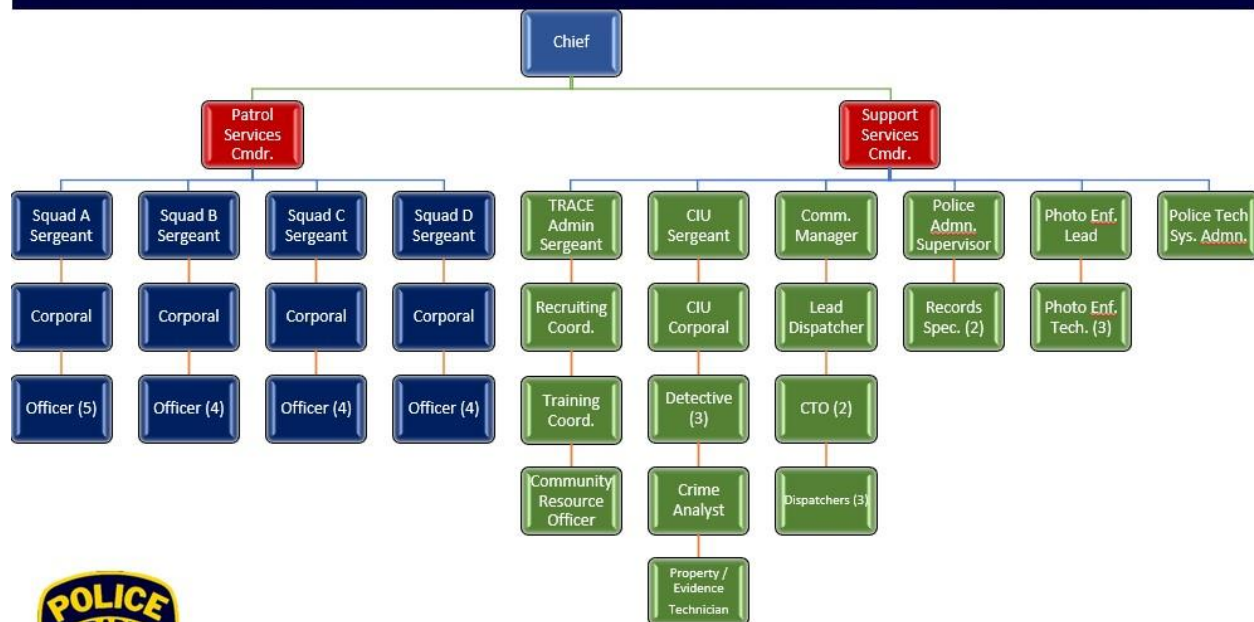 Chief
Patrol
Services
Cmdr.
Support
Services
Cmdr.
Squad A
Sergeant
Squad B
Sergeant
Squad C
Sergeant
Squad D
Sergeant
TRACE
Admin
Sergeant
CIU
Sergeant
Comm.
Manager
Police
Admn.
Supervisor
Photo Enf.
Lead
Police Tech
Sys. Admn.
Corporal
Corporal
Corporal
Corporal
Recruiting
Coord.
CIU
Corporal
Lead
Dispatcher
Records
Spec. (2)
Photo Enf.
Tech. (3)
Officer (5)
Officer (4)
Officer (4)
Officer (4)
Training
Coord.
Detective
(3)
CTO (2)
Community
Resource
Officer
Crime
Analyst
Dispatchers (3)
Property /
Evidence
Technician
POLICE